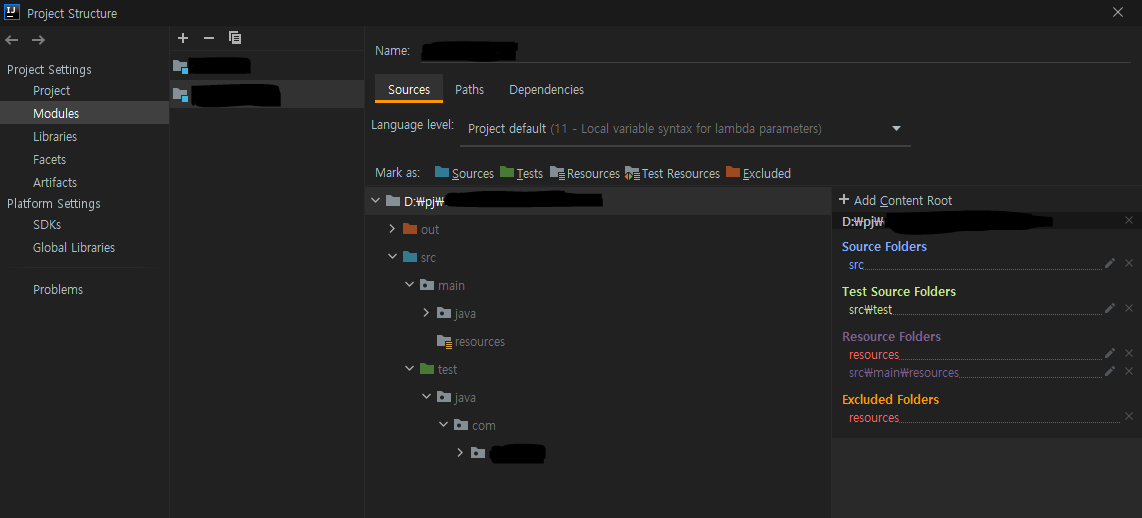 IJ
Project Structure
Project Settings
Project
Modules
Libraries
Facets
Artifacts
Platform Settings
SDKs
Global Libraries
Problems
Name:
Sources Paths Dependencies
Language level: Project default (11 - Local variable syntax for lambda parameters)
Mark as: Sources Tests Resources Test Resources Excluded
D:₩pj₩
out
src
main
java
resources
test
java
com
Add Content Root
D:₩pj₩
Source Folders
src
Test Source Folders
src₩test
Resource Folders
resources
src₩main₩resources
Excluded Folders
resources